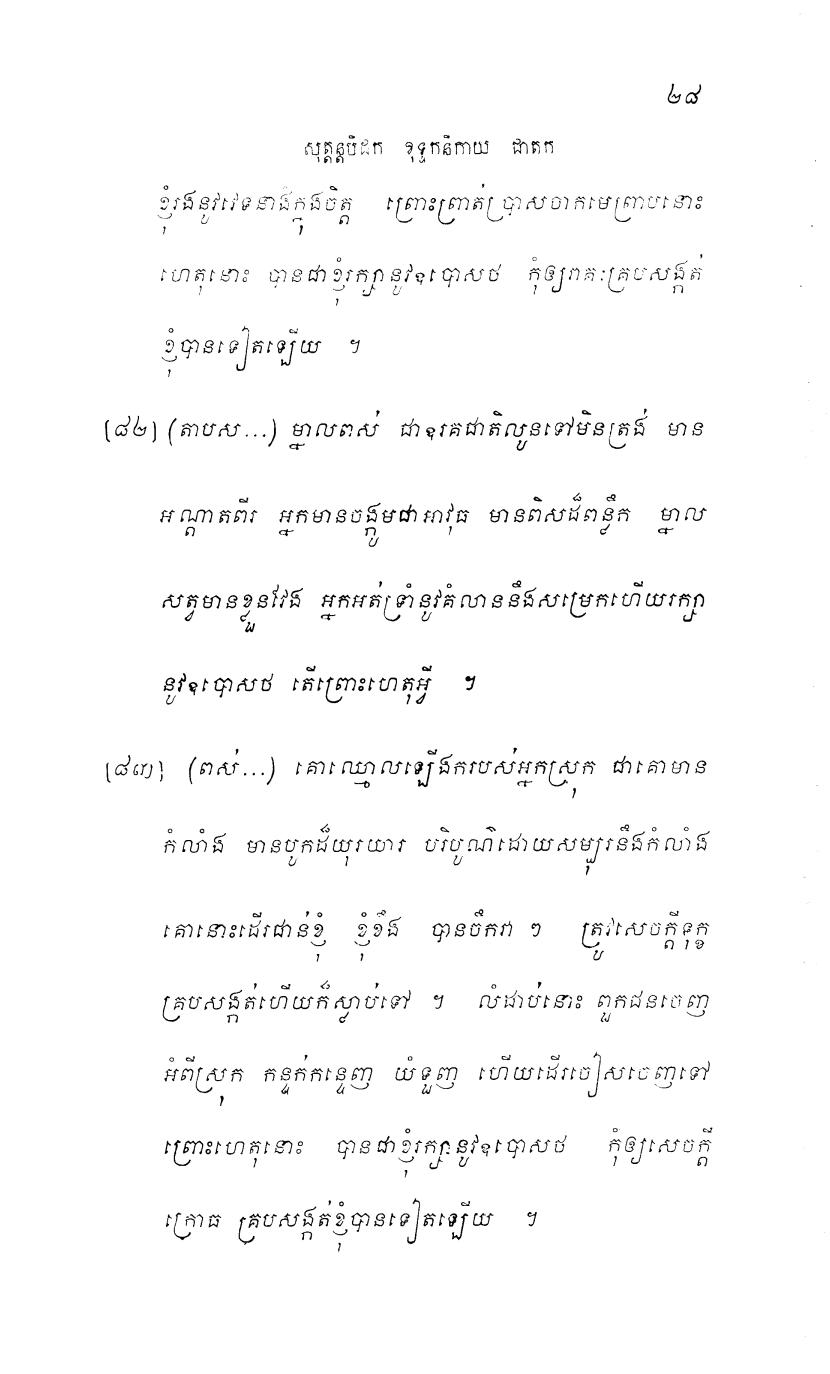 ២៨
សុត្តន្តបិដក ខុទ្ទកនិកាយ ជាតក
ខ្ញុំរងនូវវេទនាផ្ងក្នុងចិត្ត ព្រោះព្រាត់ប្រាសចាកមេព្រាបនោះ
ហេតុនោះ បានជាខ្ញុំរក្សានូវឧបោសថ កុំឲ្យរាគៈគ្របសង្កត់
ខ្ញុំបានទៀតឡើយ ។
[៨២] (តាបស...) ម្នាលពស់ ជាឧរគជាតិលូនទៅមិនត្រង់ មាន
អណ្តាតពីរ អ្នកមានចង្កូមជាអាវុធ មានពិសដ៏ពន្លឹក ម្នាល
សត្វមានខ្លួនវែង អ្នកអត់ទ្រាំនូវគំលាននឹងសម្រេកហើយរក្សា
នូវឧបោសថ តើព្រោះហេតុអ្វី ។
[៨៣] (ពស់...) គោឈ្មោលឡើងករបស់អ្នកស្រុក ជាគោមាន
កំលាំង មានបូកដ៏យុរយារ បរិបូណ៌ដោយសម្បុរនឹងកំលាំង
គោនោះដើរជាន់ខ្ញុំ ខ្ញុំខឹង បានចឹកវា ៗ ត្រូវសេចក្តីទុក្ខ
គ្របសង្កត់ហើយក៏ស្លាប់ទៅ ។ លំដាប់នោះ ពួកជនចេញ
អំពីស្រុក កន្ទក់កន្ទេញ យំទួញ ហើយដើរចៀសចេញទៅ
ព្រោះហេតុនោះ បានជាខ្ញុំរក្សានូវឧបោសថ កុំឲ្យសេចក្តី
ក្រោធ គ្របសង្កត់ខ្ញុំបានទៀតឡើយ ។